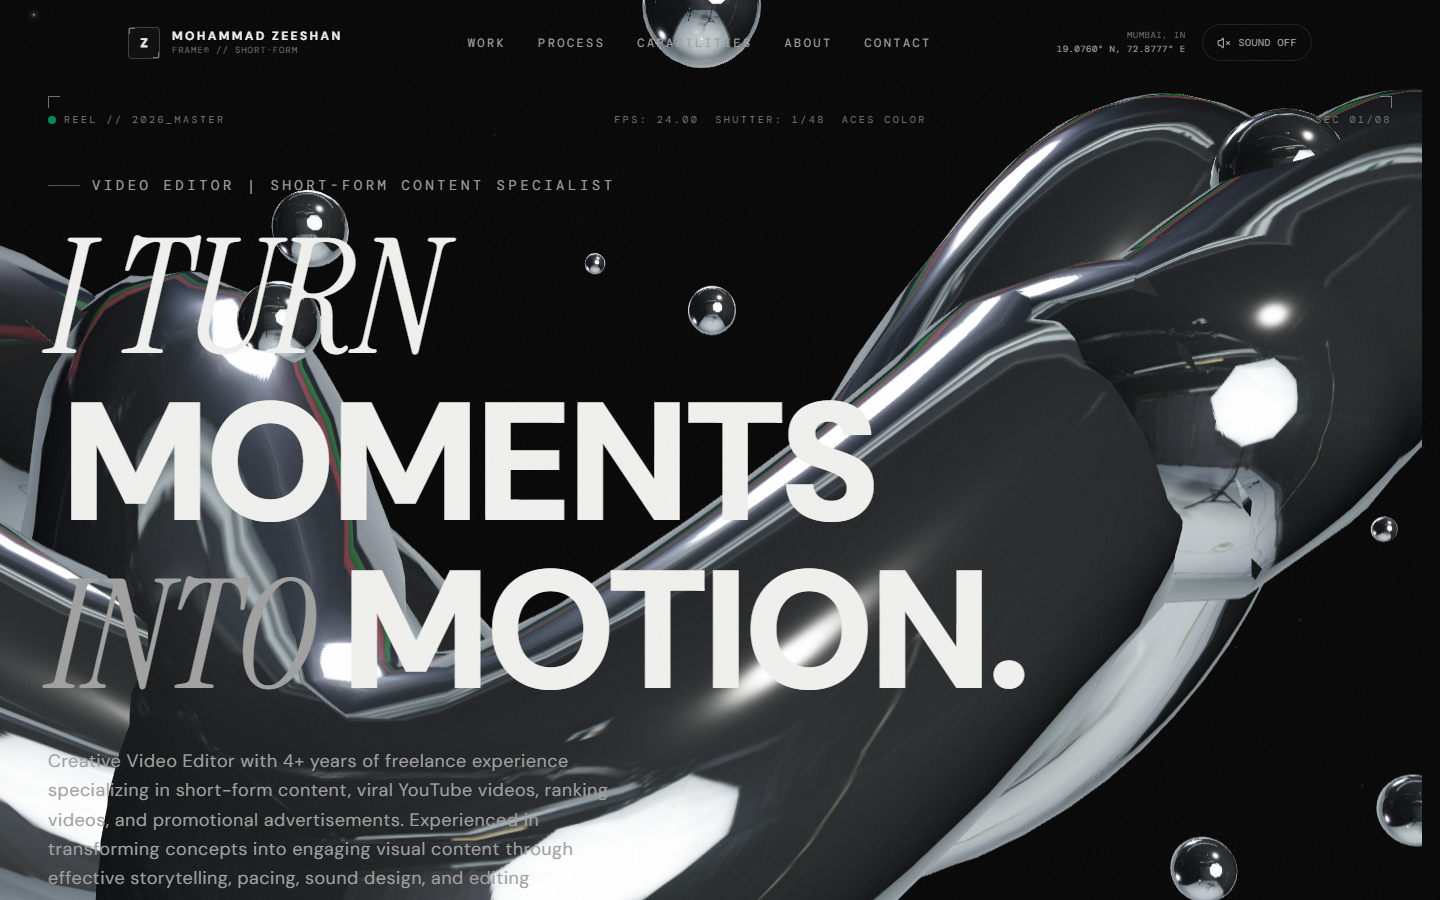 Z
MOHAMMAD ZEESHAN
FRAME® // SHORT-FORM
WORK PROCESS CAPABILITIES ABOUT CONTACT
MUMBAI, IN
19.0760° N, 72.8777° E
SOUND OFF
REEL // 2026_MASTER
FPS: 24.00 SHUTTER: 1/48 ACES COLOR
SEC 01/08
VIDEO EDITOR | SHORT-FORM CONTENT SPECIALIST
I TURN
MOMENTS
INTO MOTION.
Creative Video Editor with 4+ years of freelance experience
specializing in short-form content, viral YouTube videos, ranking
videos, and promotional advertisements. Experienced in
transforming concepts into engaging visual content through
effective storytelling, pacing, sound design, and editing